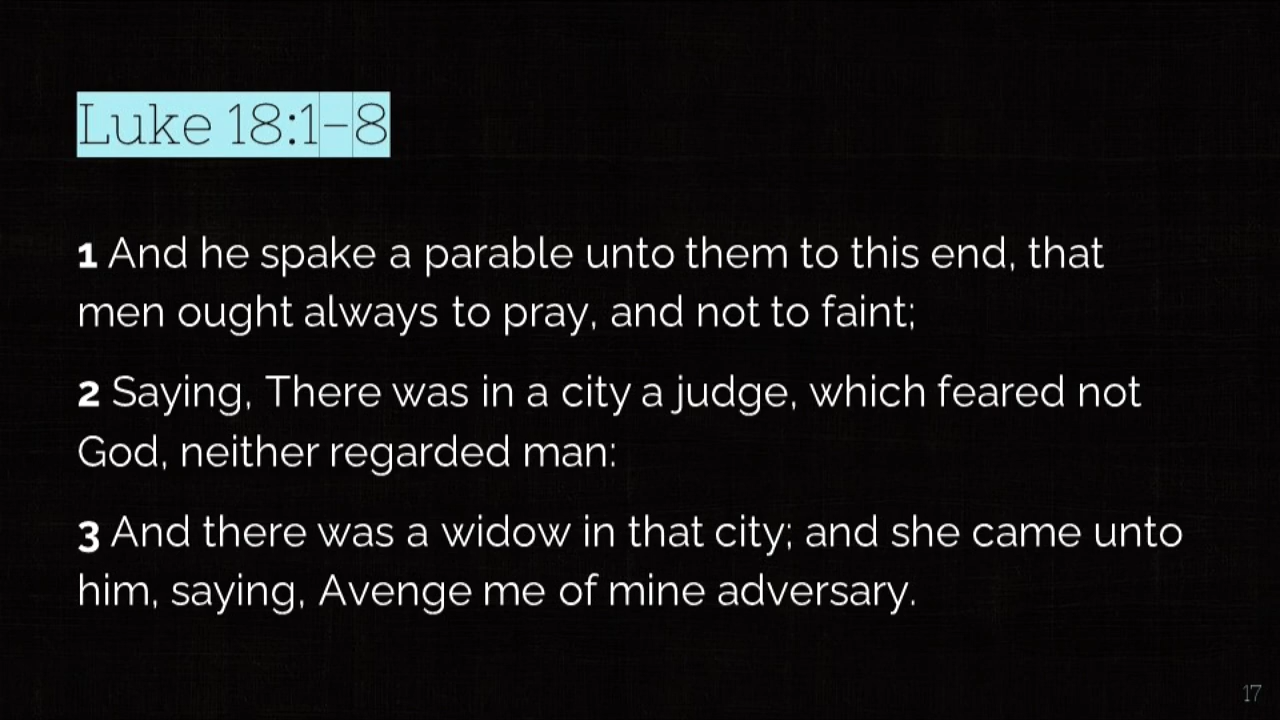 Luke 18:1–8
1 And he spake a parable unto them to this end, that
men ought always to pray, and not to faint;
2 Saying, There was in a city a judge, which feared not
God, neither regarded man:
3 And there was a widow in that city; and she came unto
him, saying, Avenge me of mine adversary.
17